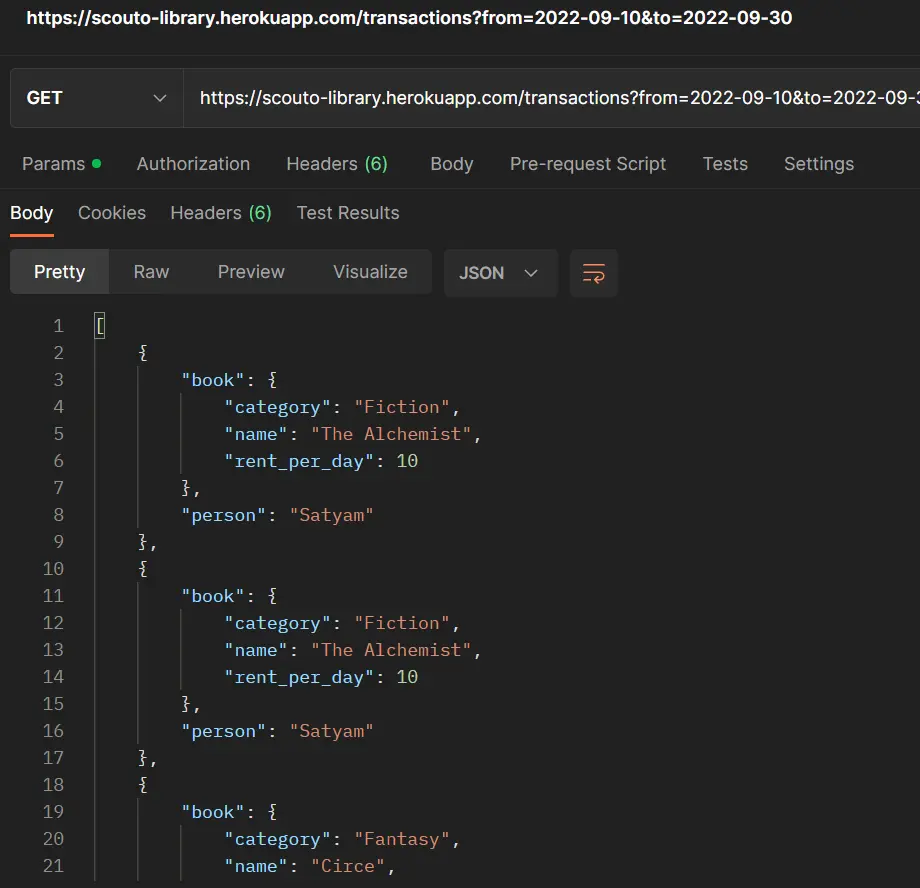 https://scouto-library.herokuapp.com/transactions?from=2022-09-10&to=2022-09-30
GET https://scouto-library.herokuapp.com/transactions?from=2022-09-10&to=2022-09-3
Params Authorization Headers (6) Body Pre-request Script Tests Settings
Body Cookies Headers (6) Test Results
Pretty Raw Preview Visualize JSON
1 [
2 {
3 "book": {
4 "category": "Fiction",
5 "name": "The Alchemist",
6 "rent_per_day": 10
7 },
8 "person": "Satyam"
9 },
10 {
11 "book": {
12 "category": "Fiction",
13 "name": "The Alchemist",
14 "rent_per_day": 10
15 },
16 "person": "Satyam"
17 },
18 {
19 "book": {
20 "category": "Fantasy",
21 "name": "Circe",